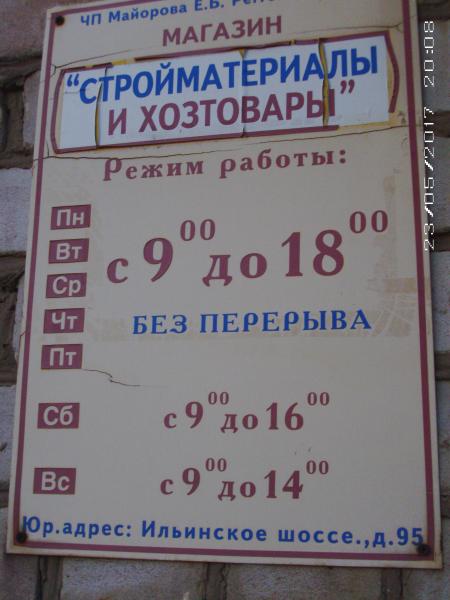 ЧП Майорова Е.Б.
МАГАЗИН
"СТРОЙМАТЕРИАЛЫ
И ХОЗТОВАРЫ"
Режим работы:
Пн
Вт
Ср
Чт
Пт
с 9 00 до 18 00
БЕЗ ПЕРЕРЫВА
Сб с 9 00 до 16 00
Вс с 9 00 до 14 00
Юр.адрес: Ильинское шоссе.,д.95
23/05/2017 20:08